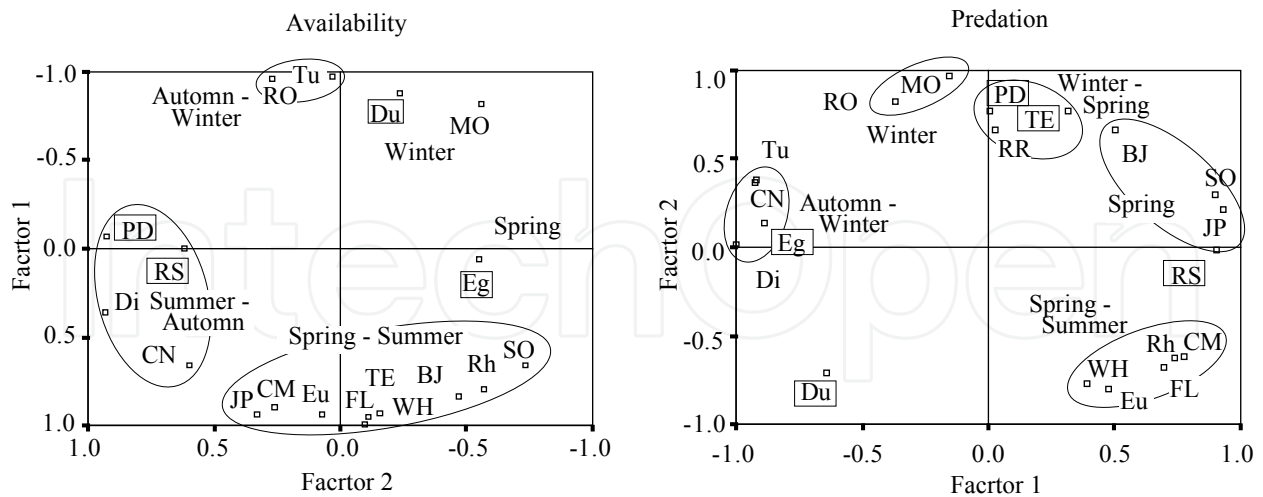 Availability
-1.0
-0.5
0.0
0.5
1.0
Facrtor 1
1.0
0.5
0.0
-0.5
-1.0
Facrtor 2
Tu
RO
Automn -
Winter
Du
MO
Winter
Spring
PD
RS
Di
Summer -
Automn
CN
Eg
Spring - Summer
JP
CM
Eu
FL
TE
WH
BJ
Rh
SO
Predation
1.0
0.5
0.0
-0.5
-1.0
Facrtor 2
-1.0
-0.5
0.0
0.5
1.0
Facrtor 1
MO
RO
Winter
PD
TE
RR
Winter -
Spring
BJ
SO
Spring
JP
Tu
CN
Automn -
Winter
Eg
Di
RS
Spring -
Summer
Rh
CM
WH
FL
Eu
Du
IntechOpen